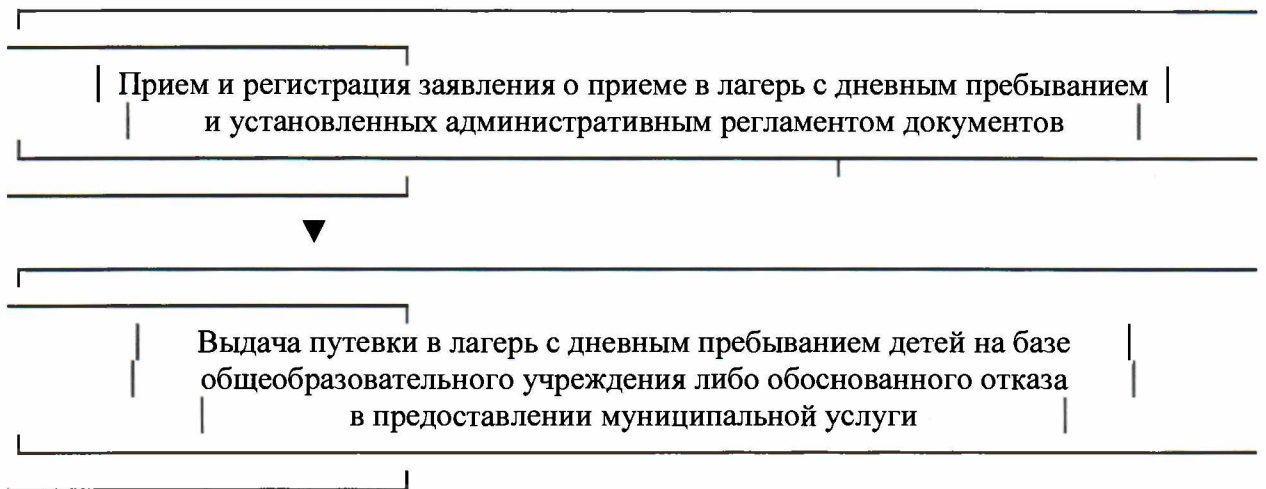 Прием и регистрация заявления о приеме в лагерь с дневным пребыванием
и установленных административным регламентом документов
Выдача путевки в лагерь с дневным пребыванием детей на базе
общеобразовательного учреждения либо обоснованного отказа
в предоставлении муниципальной услуги